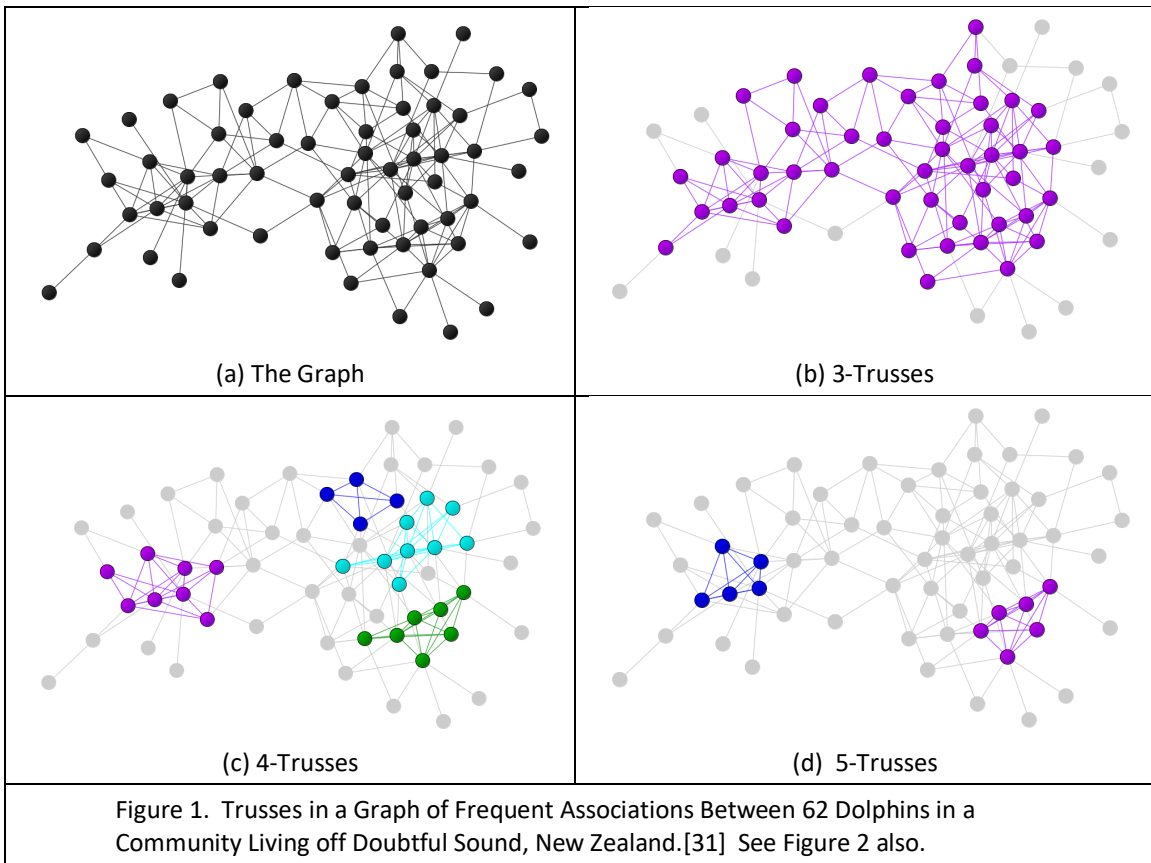 (a) The Graph
(b) 3-Trusses
(c) 4-Trusses
(d) 5-Trusses
Figure 1. Trusses in a Graph of Frequent Associations Between 62 Dolphins in a
Community Living off Doubtful Sound, New Zealand.[31] See Figure 2 also.